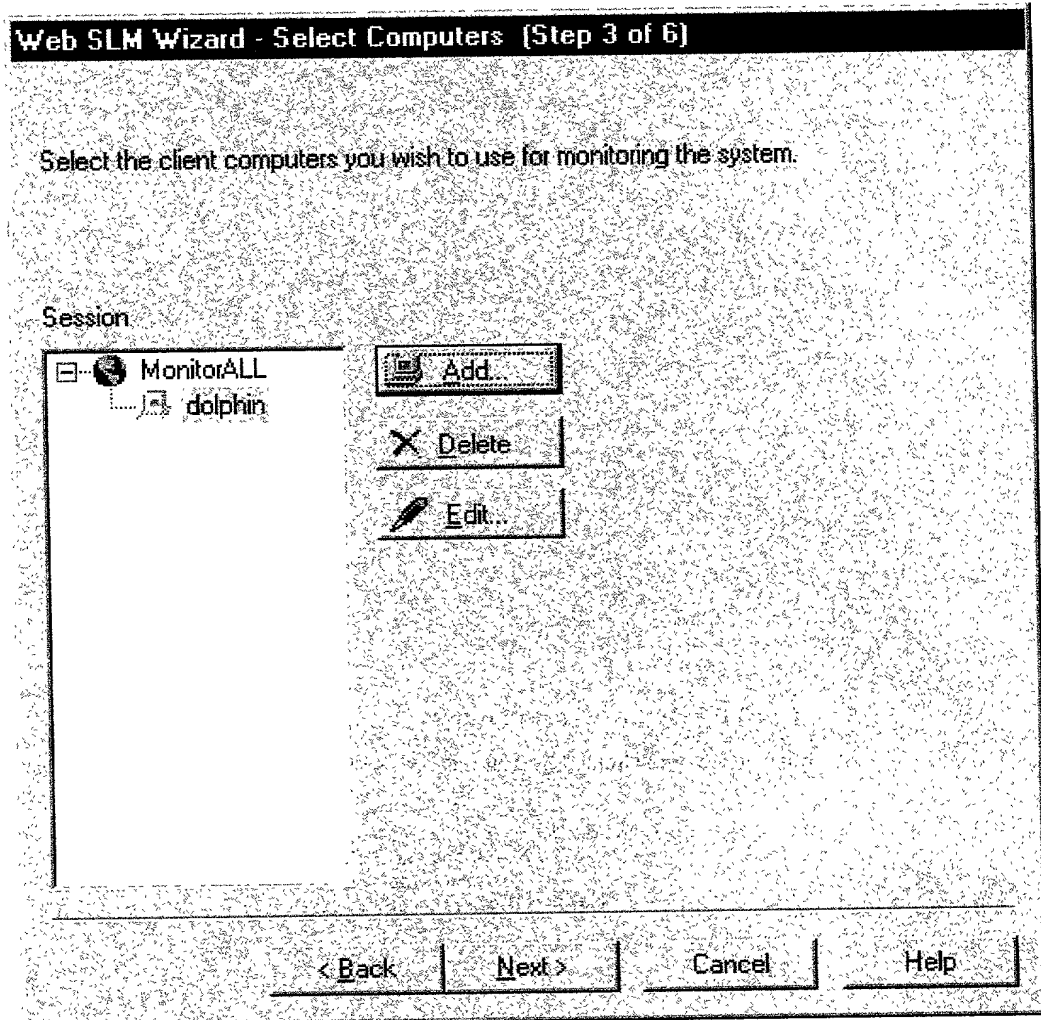 Web SLM Wizard - Select Computers (Step 3 of 6)
Select the client computers you wish to use for monitoring the system.
Session
MonitorALL
dolphin
Add...
Delete
Edit...
< Back
Next >
Cancel
Help